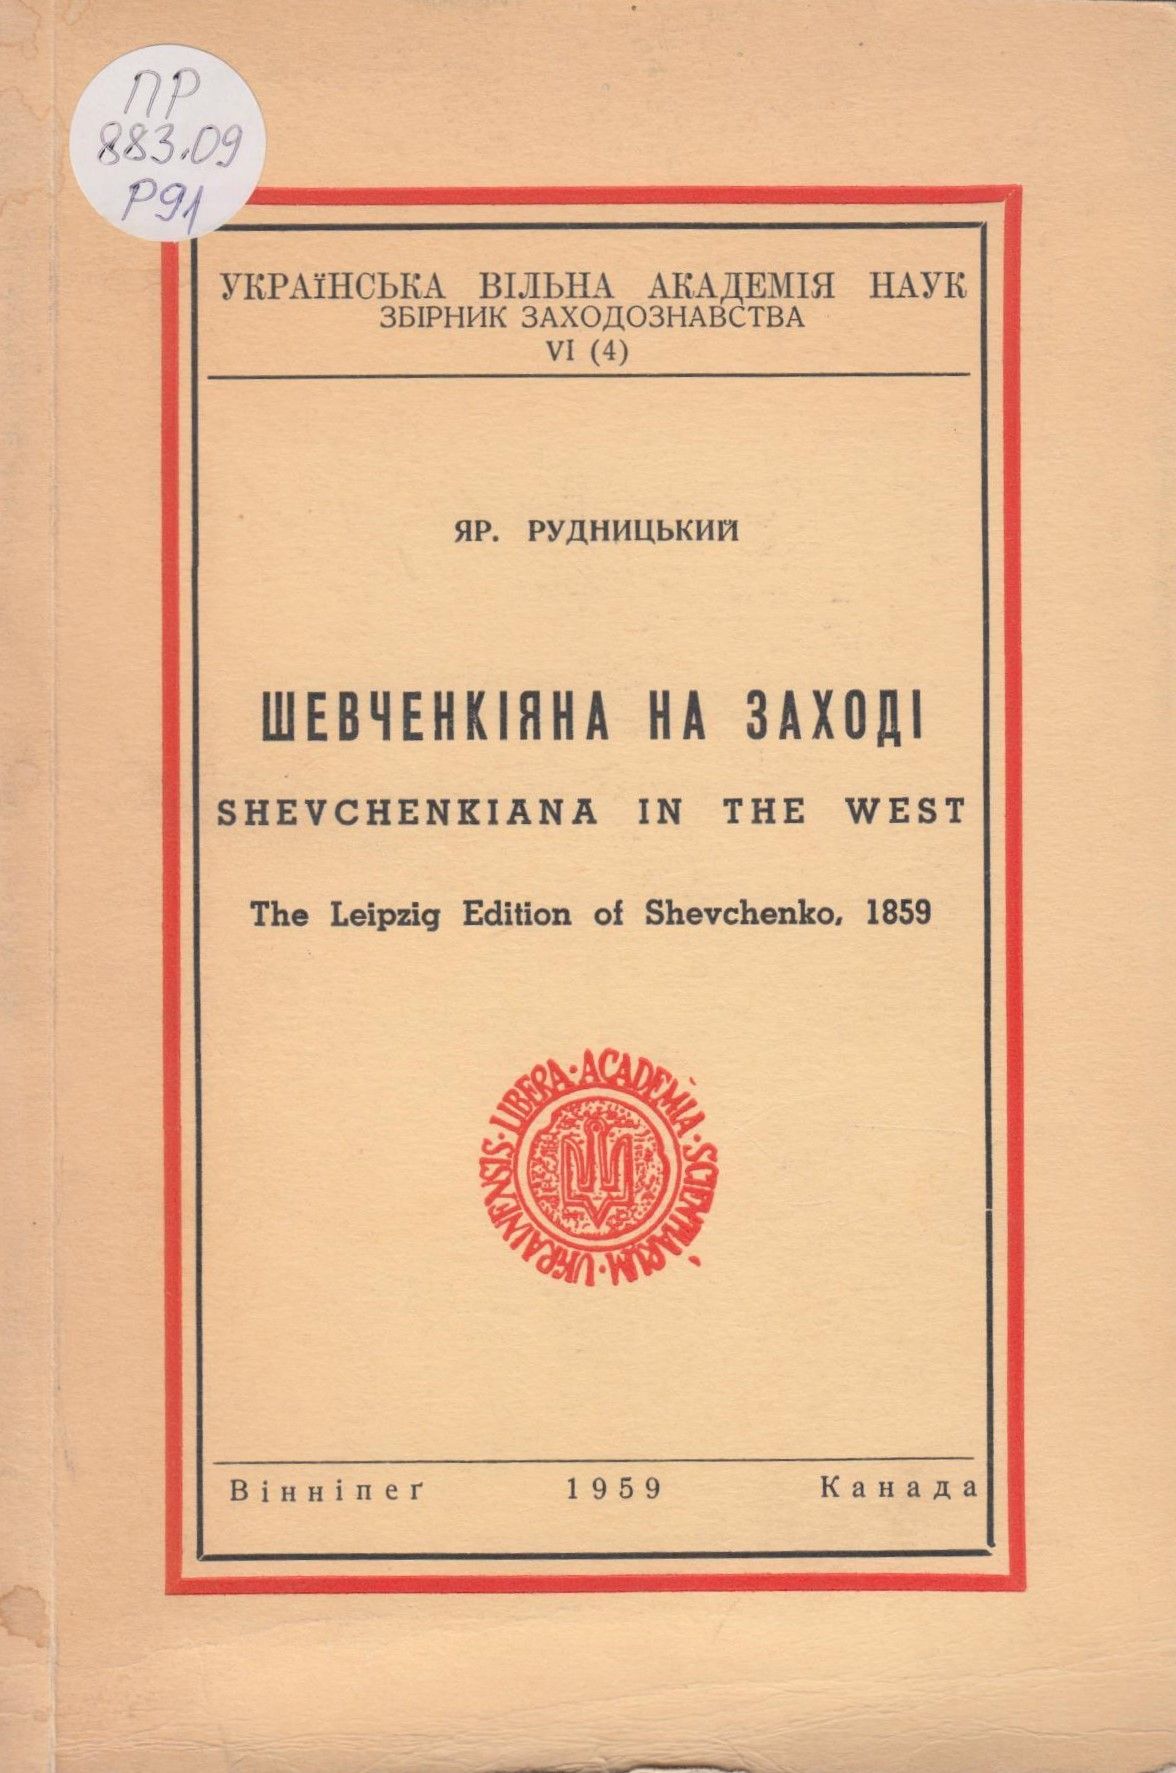 ПР
883.09
Р91
УКРАЇНСЬКА ВІЛЬНА АКАДЕМІЯ НАУК
ЗБІРНИК ЗАХОДОЗНАВСТВА
VI (4)
ЯР. РУДНИЦЬКИЙ
ШЕВЧЕНКІЯНА НА ЗАХОДІ
SHEVCHENKIANA IN THE WEST
The Leipzig Edition of Shevchenko, 1859
UKRAINENSIS · LIBERA · ACADEMIA · SCIENTIARUM ·
Вінніпеґ 1959 Канада